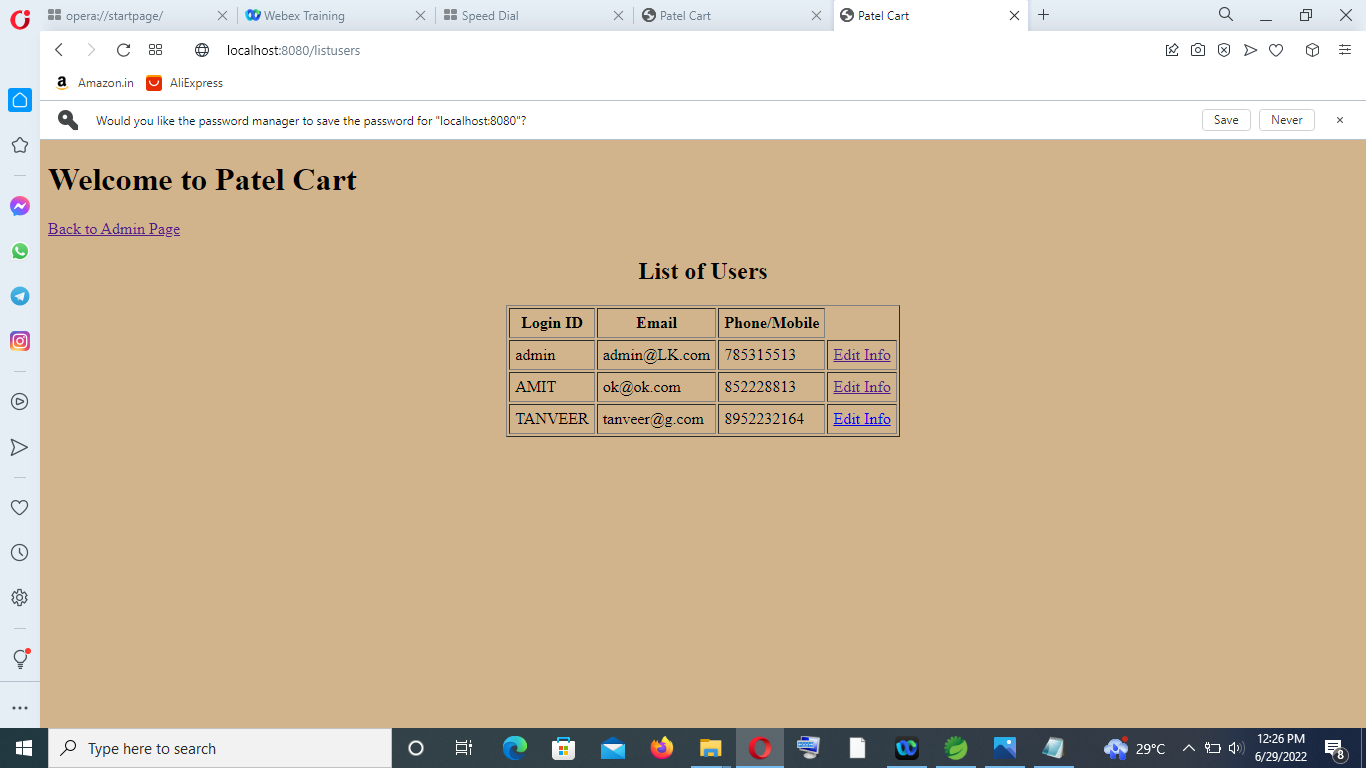 opera://startpage/ Webex Training Speed Dial Patel Cart Patel Cart
localhost:8080/listusers
a Amazon.in AliExpress
Would you like the password manager to save the password for "localhost:8080"? Save Never
Welcome to Patel Cart
Back to Admin Page
List of Users
Login ID Email Phone/Mobile
admin admin@LK.com 785315513 Edit Info
AMIT ok@ok.com 852228813 Edit Info
TANVEER tanveer@g.com 8952232164 Edit Info
Type here to search 29°C 12:26 PM
6/29/2022 8